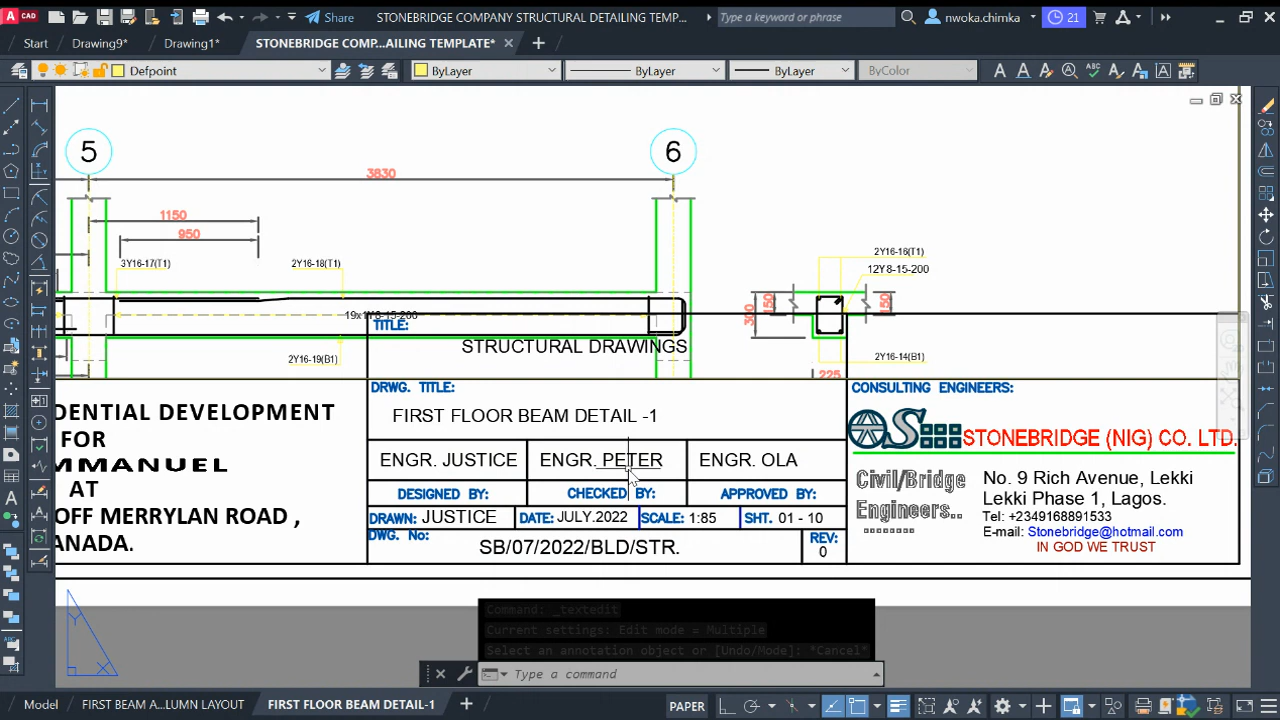 CAD
Share
STONEBRIDGE COMPANY STRUCTURAL DETAILING TEMP...
Type a keyword or phrase
nwoka.chimka
21
Start
Drawing9*
Drawing1*
STONEBRIDGE COMP...AILING TEMPLATE*
Defpoint
ByLayer
ByLayer
ByLayer
ByColor
5
6
3830
1150
950
3Y16-17(T1)
2Y16-18(T1)
2Y16-16(T1)
12Y8-15-200
150
300
150
19x1Y8-15-200
2Y16-19(B1)
2Y16-14(B1)
225
TITLE:
STRUCTURAL DRAWINGS
DRWG. TITLE:
FIRST FLOOR BEAM DETAIL -1
ENGR. JUSTICE
ENGR. PETER
ENGR. OLA
DESIGNED BY:
CHECKED BY:
APPROVED BY:
DRAWN: JUSTICE
DATE: JULY.2022
SCALE: 1:85
SHT. 01 - 10
DWG. No:
SB/07/2022/BLD/STR.
REV:
0
DENTIAL DEVELOPMENT
FOR
MMANUEL
AT
OFF MERRYLAN ROAD ,
ANADA.
CONSULTING ENGINEERS:
STONEBRIDGE (NIG) CO. LTD.
Civil/Bridge
Engineers..
No. 9 Rich Avenue, Lekki
Lekki Phase 1, Lagos.
Tel: +2349168891533
E-mail: Stonebridge@hotmail.com
IN GOD WE TRUST
Y
X
Command: _textedit
Current settings: Edit mode = Multiple
Select an annotation object or [Undo/Mode]: *Cancel*
Type a command
Model
FIRST BEAM A...LUMN LAYOUT
FIRST FLOOR BEAM DETAIL-1
PAPER